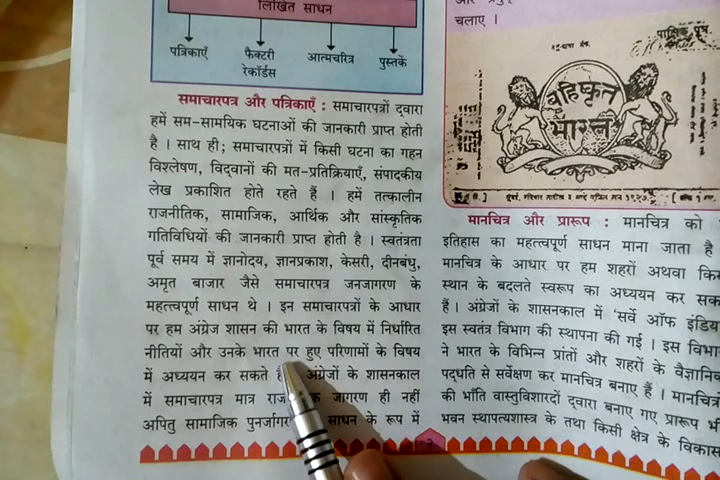 लिखित साधन
पत्रिकाएँ फैक्टरी रेकॉर्डस आत्मचरित्र पुस्तकें
समाचारपत्र और पत्रिकाएँ : समाचारपत्रों द्वारा
हमें सम-सामयिक घटनाओं की जानकारी प्राप्त होती
है । साथ ही; समाचारपत्रों में किसी घटना का गहन
विश्लेषण, विद्वानों की मत-प्रतिक्रियाएँ, संपादकीय
लेख प्रकाशित होते रहते हैं । हमें तत्कालीन
राजनीतिक, सामाजिक, आर्थिक और सांस्कृतिक
गतिविधियों की जानकारी प्राप्त होती है । स्वतंत्रता
पूर्व समय में ज्ञानोदय, ज्ञानप्रकाश, केसरी, दीनबंधु,
अमृत बाजार जैसे समाचारपत्र जनजागरण के
महत्त्वपूर्ण साधन थे । इन समाचारपत्रों के आधार
पर हम अंग्रेज शासन की भारत के विषय में निर्धारित
नीतियों और उनके भारत पर हुए परिणामों के विषय
में अध्ययन कर सकते अंग्रेजों के शासनकाल
में समाचारपत्र मात्र जागरण ही नहीं
अपितु सामाजिक साधन के रूप में
चलाए ।
बहिष्कृत
भारत
मानचित्र और प्रारूप : मानचित्र को
इतिहास का महत्वपूर्ण साधन माना जाता है
मानचित्र के आधार पर हम शहरों अथवा
स्थान के बदलते स्वरूप का अध्ययन कर
हैं । अंग्रेजों के शासनकाल में 'सर्वे ऑफ इंडिया
इस स्वतंत्र विभाग की स्थापना की गई । इस
ने भारत के विभिन्न प्रांतों और शहरों के
पद्धति से सर्वेक्षण कर मानचित्र बनाए हैं ।
की भाँति वास्तुविशारदों द्वारा बनाए गए प्रारूप
भवन स्थापत्यशास्त्र के तथा किसी क्षेत्र के विकास